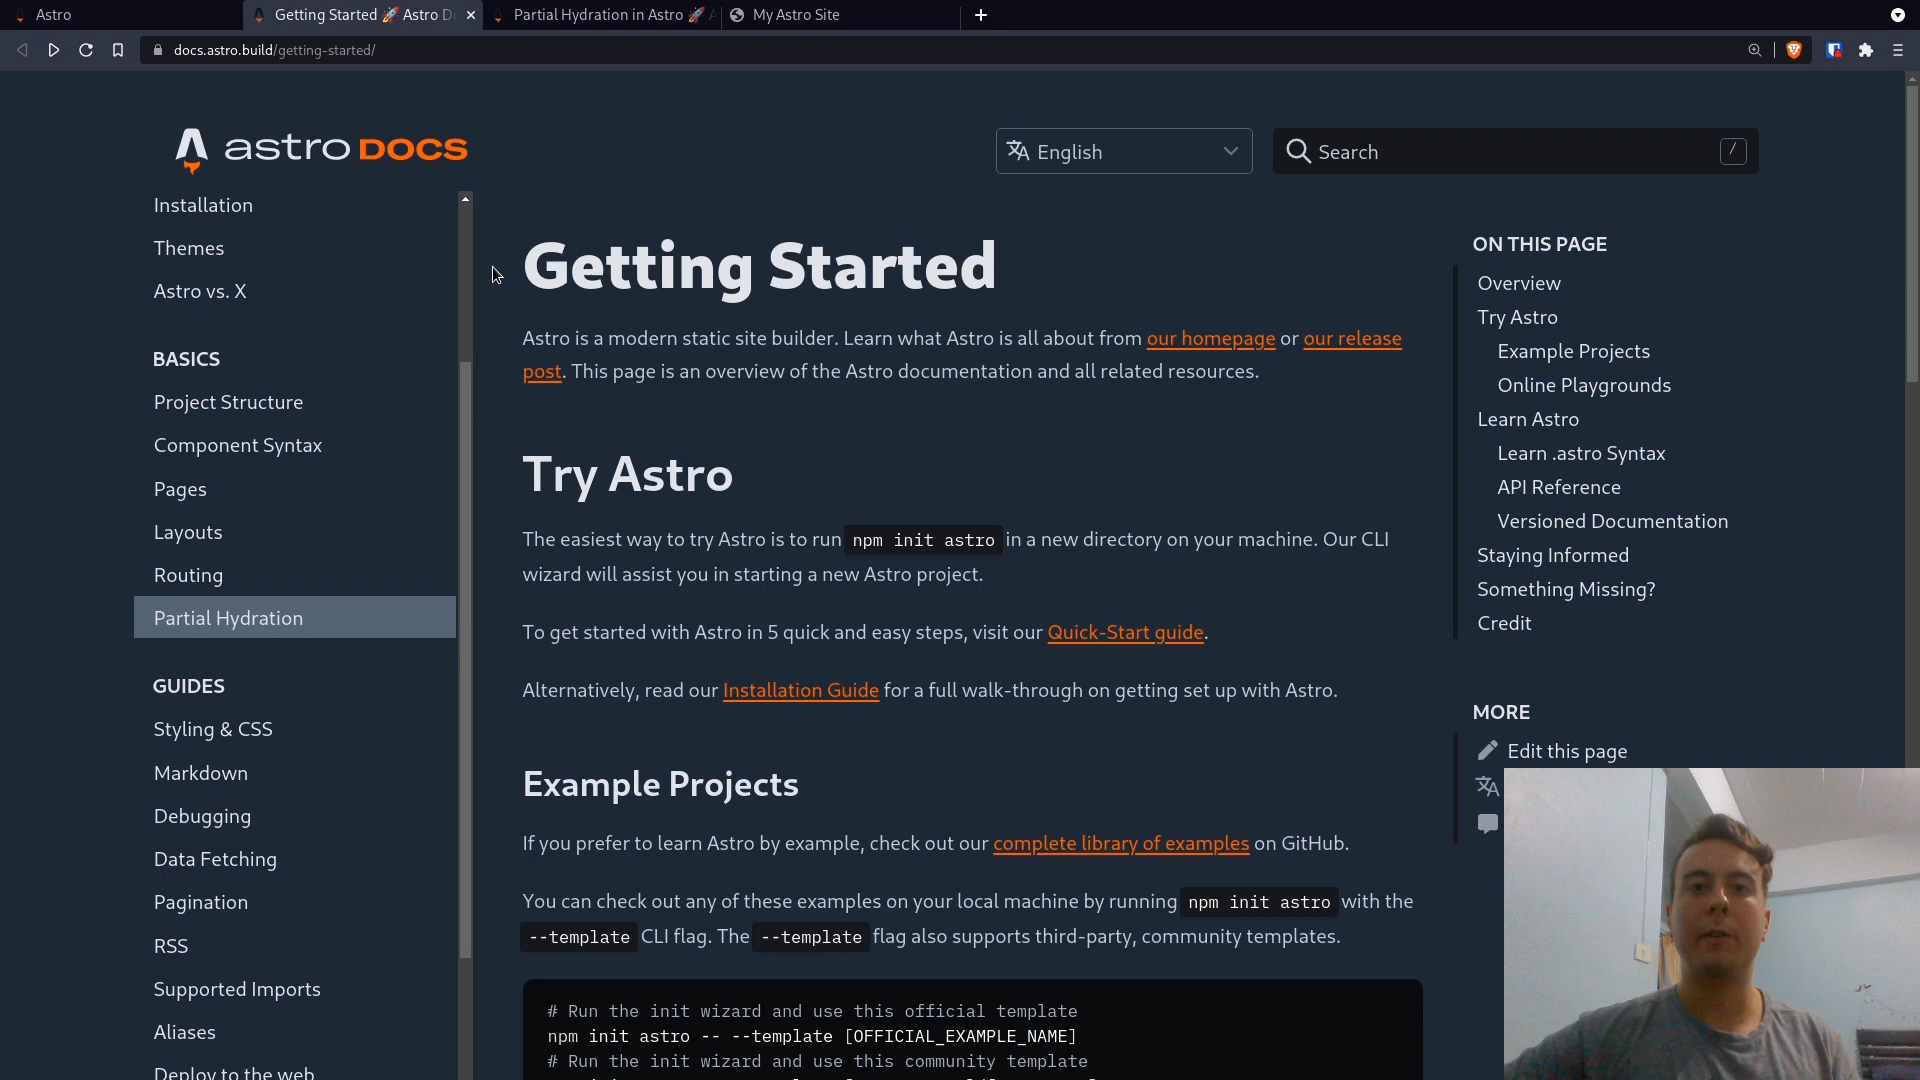 Astro
Getting Started 🚀 Astro Do
Partial Hydration in Astro 🚀 A
My Astro Site
docs.astro.build/getting-started/
astro DOCS
English
Search
/
Installation
Themes
Astro vs. X
BASICS
Project Structure
Component Syntax
Pages
Layouts
Routing
Partial Hydration
GUIDES
Styling & CSS
Markdown
Debugging
Data Fetching
Pagination
RSS
Supported Imports
Aliases
Deploy to the web
Getting Started
Astro is a modern static site builder. Learn what Astro is all about from our homepage or our release
post. This page is an overview of the Astro documentation and all related resources.
Try Astro
The easiest way to try Astro is to run npm init astro in a new directory on your machine. Our CLI
wizard will assist you in starting a new Astro project.
To get started with Astro in 5 quick and easy steps, visit our Quick-Start guide.
Alternatively, read our Installation Guide for a full walk-through on getting set up with Astro.
Example Projects
If you prefer to learn Astro by example, check out our complete library of examples on GitHub.
You can check out any of these examples on your local machine by running npm init astro with the
--template CLI flag. The --template flag also supports third-party, community templates.
# Run the init wizard and use this official template
npm init astro -- --template [OFFICIAL_EXAMPLE_NAME]
# Run the init wizard and use this community template
ON THIS PAGE
Overview
Try Astro
Example Projects
Online Playgrounds
Learn Astro
Learn .astro Syntax
API Reference
Versioned Documentation
Staying Informed
Something Missing?
Credit
MORE
Edit this page